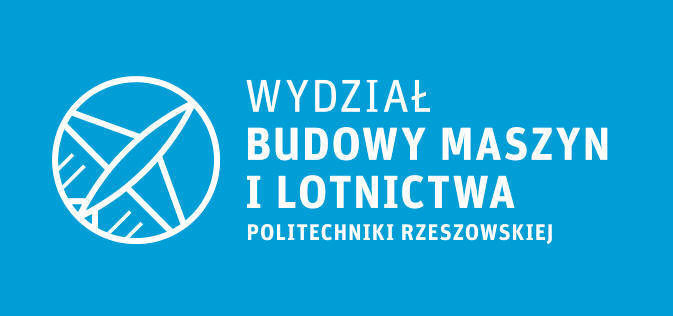 WYDZIAŁ
BUDOWY MASZYN
I LOTNICTWA
POLITECHNIKI RZESZOWSKIEJ